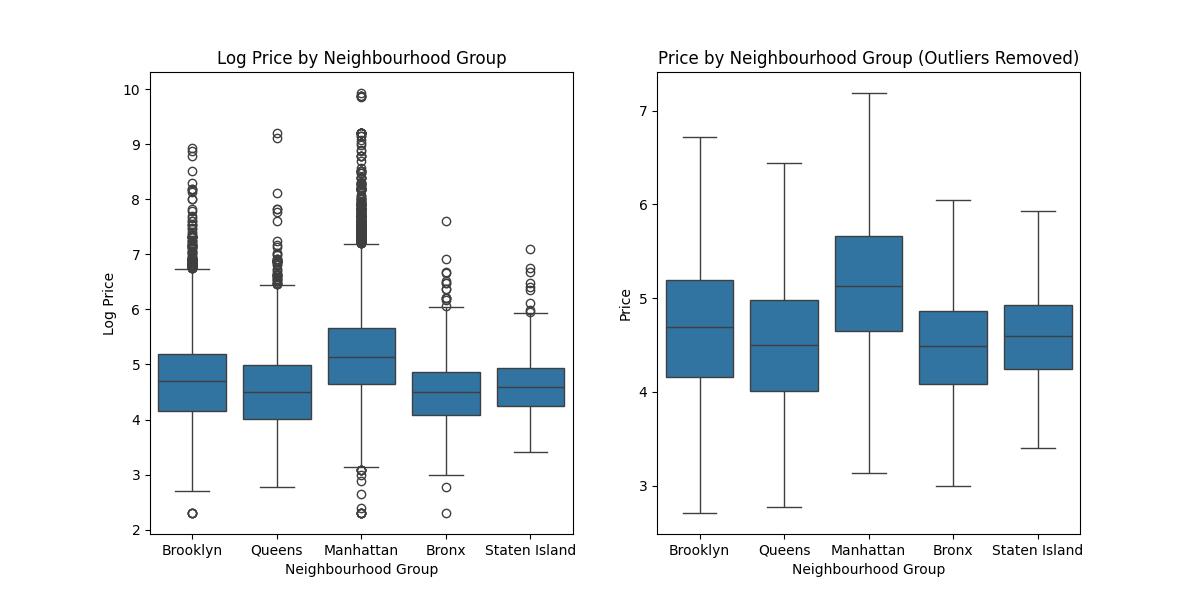 Log Price by Neighbourhood Group
10
9
8
7
6
5
4
3
2
Log Price
Brooklyn Queens Manhattan Bronx Staten Island
Neighbourhood Group
Price by Neighbourhood Group (Outliers Removed)
7
6
5
4
3
Price
Brooklyn Queens Manhattan Bronx Staten Island
Neighbourhood Group